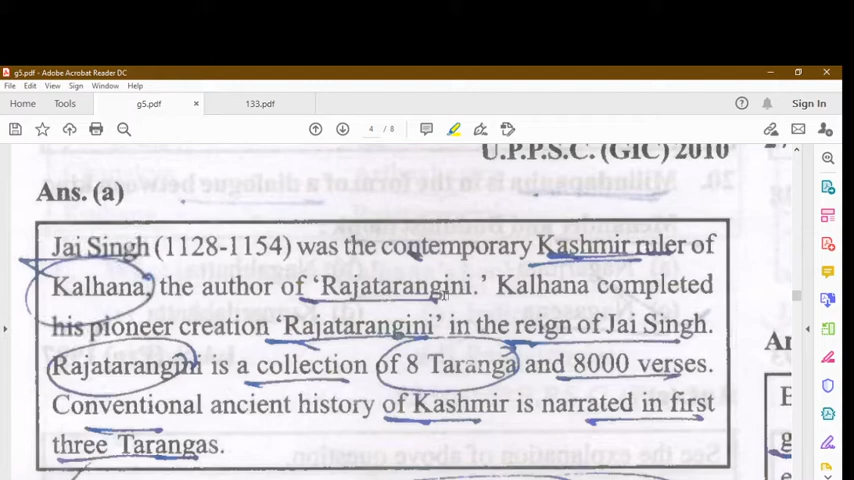 g5.pdf - Adobe Acrobat Reader DC
File Edit View Sign Window Help
Home Tools g5.pdf × 133.pdf Sign In
4 / 8
U.P.P.S.C. (GIC) 2010
Ans. (a)
Jai Singh (1128-1154) was the contemporary Kashmir ruler of
Kalhana, the author of ‘Rajatarangini.’ Kalhana completed
his pioneer creation ‘Rajatarangini’ in the reign of Jai Singh.
Rajatarangini is a collection of 8 Taranga and 8000 verses.
Conventional ancient history of Kashmir is narrated in first
three Tarangas.